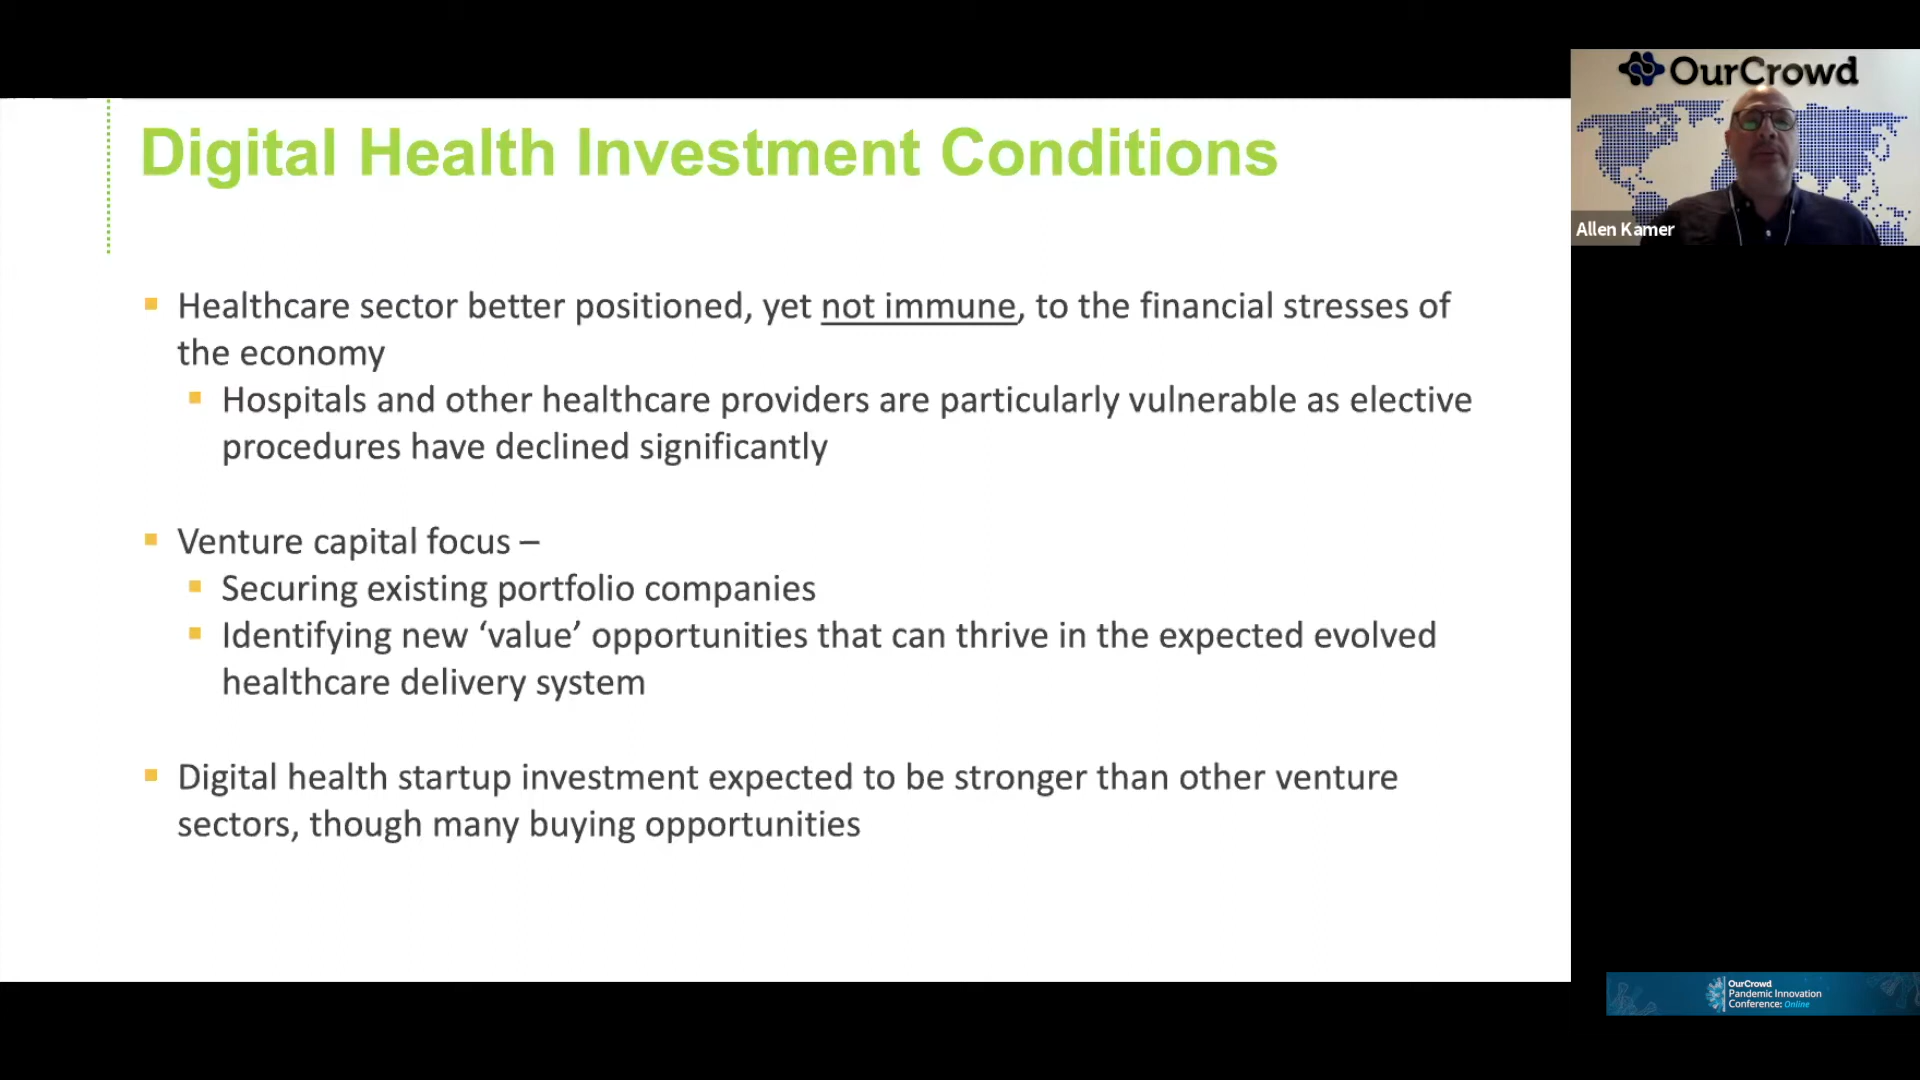 Digital Health Investment Conditions
Healthcare sector better positioned, yet not immune, to the financial stresses of
the economy
Hospitals and other healthcare providers are particularly vulnerable as elective
procedures have declined significantly
Venture capital focus –
Securing existing portfolio companies
Identifying new ‘value’ opportunities that can thrive in the expected evolved
healthcare delivery system
Digital health startup investment expected to be stronger than other venture
sectors, though many buying opportunities
OurCrowd
Allen Kamer
OurCrowd
Pandemic Innovation
Conference: Online